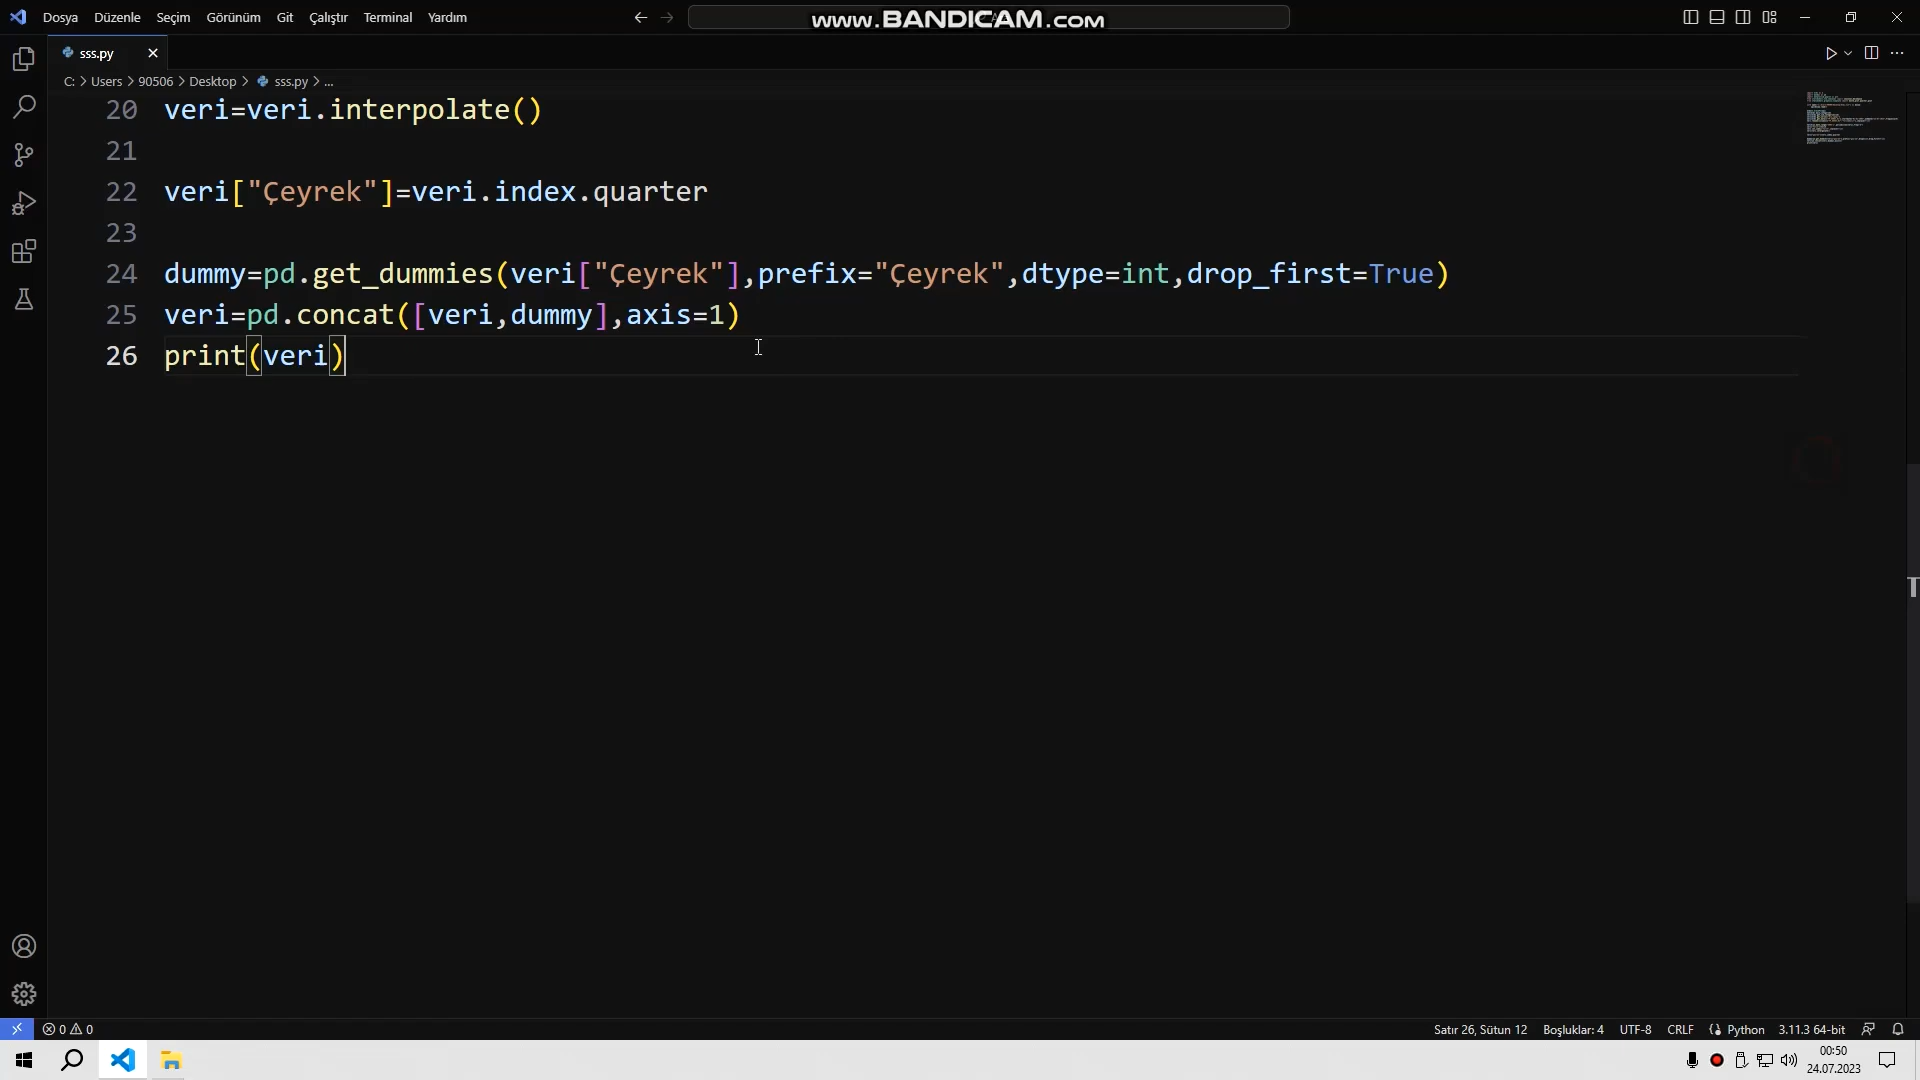 Dosya Düzenle Seçim Görünüm Git Çalıştır Terminal Yardım
www.BANDICAM.com
sss.py
C: > Users > 90506 > Desktop > sss.py > ...
20 veri=veri.interpolate()
21
22 veri["Çeyrek"]=veri.index.quarter
23
24 dummy=pd.get_dummies(veri["Çeyrek"],prefix="Çeyrek",dtype=int,drop_first=True)
25 veri=pd.concat([veri,dummy],axis=1)
26 print(veri)
0 0
Satır 26, Sütun 12 Boşluklar: 4 UTF-8 CRLF Python 3.11.3 64-bit
00:50
24.07.2023